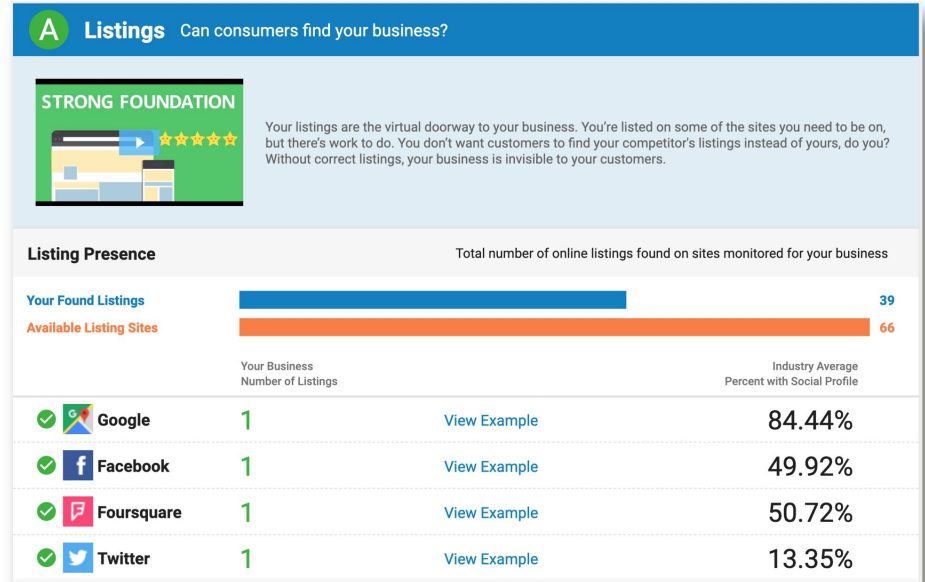 A Listings Can consumers find your business?
STRONG FOUNDATION
Your listings are the virtual doorway to your business. You're listed on some of the sites you need to be on,
but there's work to do. You don't want customers to find your competitor's listings instead of yours, do you?
Without correct listings, your business is invisible to your customers.
Listing Presence
Total number of online listings found on sites monitored for your business
Your Found Listings 39
Available Listing Sites 66
Your Business
Number of Listings
Industry Average
Percent with Social Profile
Google 1 View Example 84.44%
Facebook 1 View Example 49.92%
Foursquare 1 View Example 50.72%
Twitter 1 View Example 13.35%